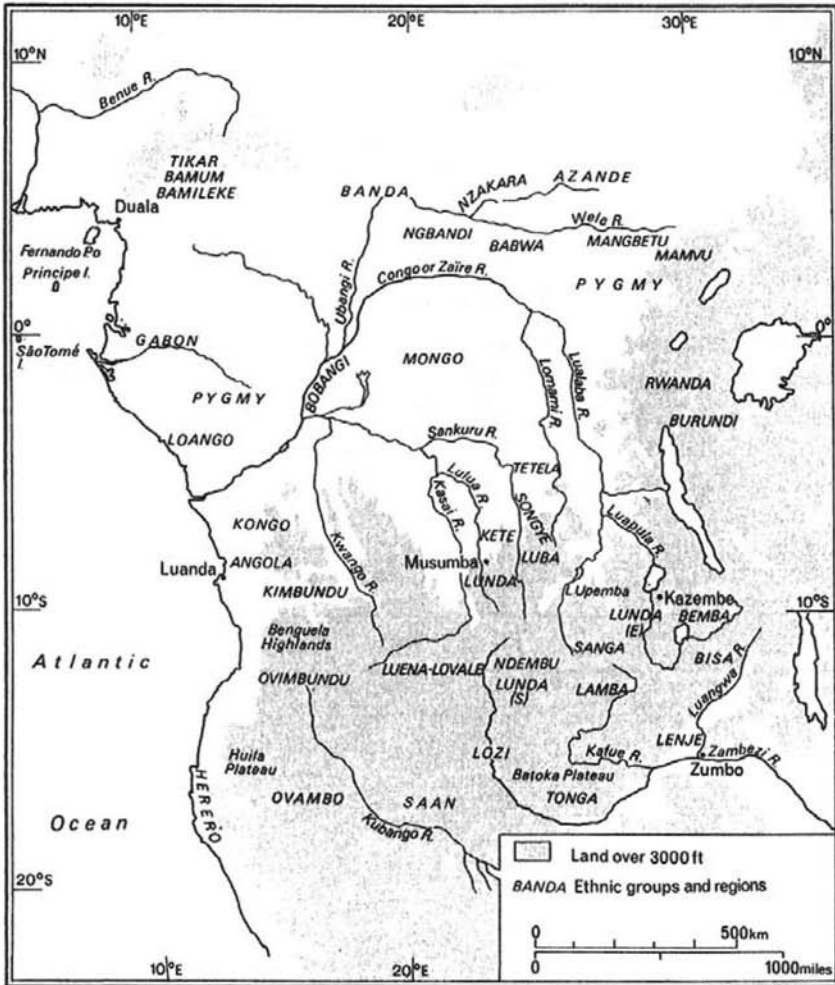 10°E 20°E 30°E
10°N 10°N
Benue R.
TIKAR
BAMUM
BAMILEKE
Duala
Fernando Po
Principe I.
BANDA
NZAKARA
AZANDE
NGBANDI
BABWA
Wele R.
MANGBETU
MAMVU
Ubangi R.
Congo or Zaïre R.
PYGMY
0° 0°
São Tomé
I.
GABON
BOBANGI
MONGO
Lomami R.
Lualaba R.
RWANDA
BURUNDI
PYGMY
LOANGO
Sankuru R.
TETELA
Lulua R.
Kasai R.
SONGYE
KETE
LUBA
Luapula R.
KONGO
Kwango R.
Luanda
ANGOLA
Musumba
LUNDA
KIMBUNDU
LUpemba
Kazembe
LUNDA
(E)
BEMBA
10°S 10°S
Benguela
Highlands
SANGA
BISA
Luangwa R.
Atlantic
OVIMBUNDU
LUENA-LOVALB
NDEMBU
LUNDA
(S)
LAMBA
LENJE
Huila
Plateau
LOZI
Kafue R.
Zambezi R.
Zumbo
Batoka Plateau
TONGA
HERERO
OVAMBO
SAAN
Kubango R.
Ocean
Land over 3000 ft
BANDA Ethnic groups and regions
0 500km
0 1000miles
20°S
10°E 20°E